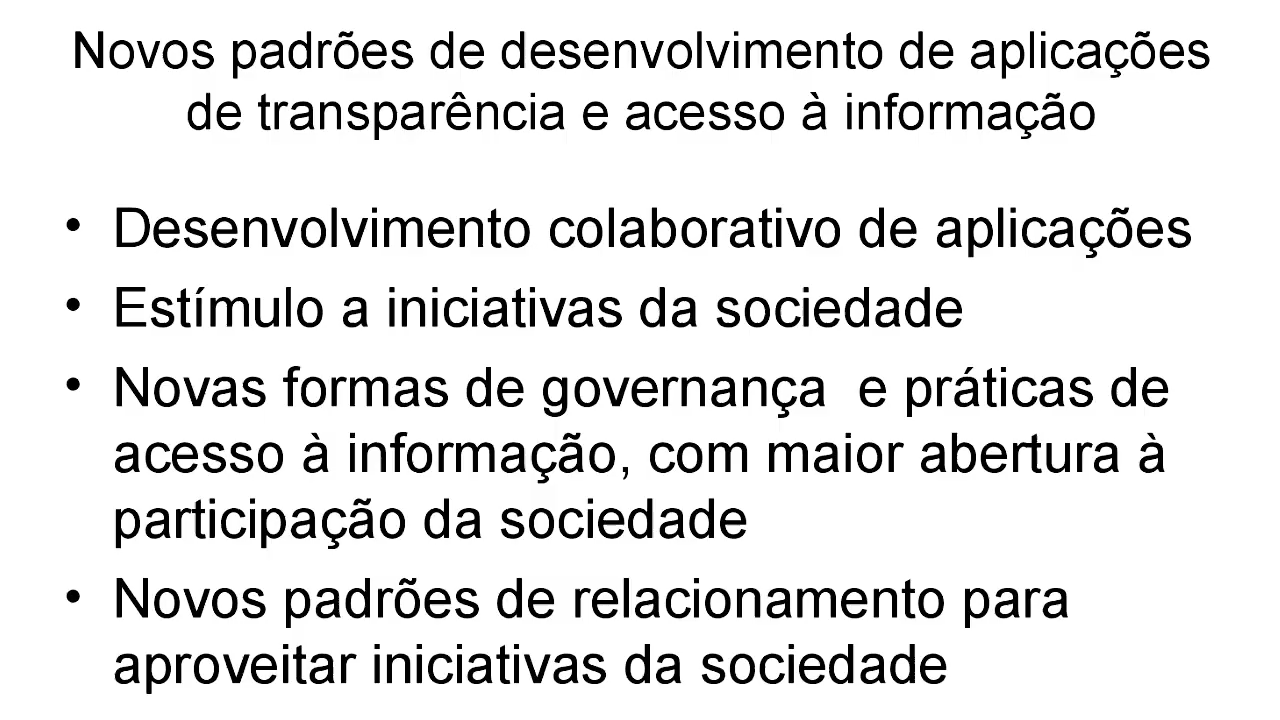 Novos padrões de desenvolvimento de aplicações
de transparência e acesso à informação
• Desenvolvimento colaborativo de aplicações
• Estímulo a iniciativas da sociedade
• Novas formas de governança  e práticas de
acesso à informação, com maior abertura à
participação da sociedade
• Novos padrões de relacionamento para
aproveitar iniciativas da sociedade